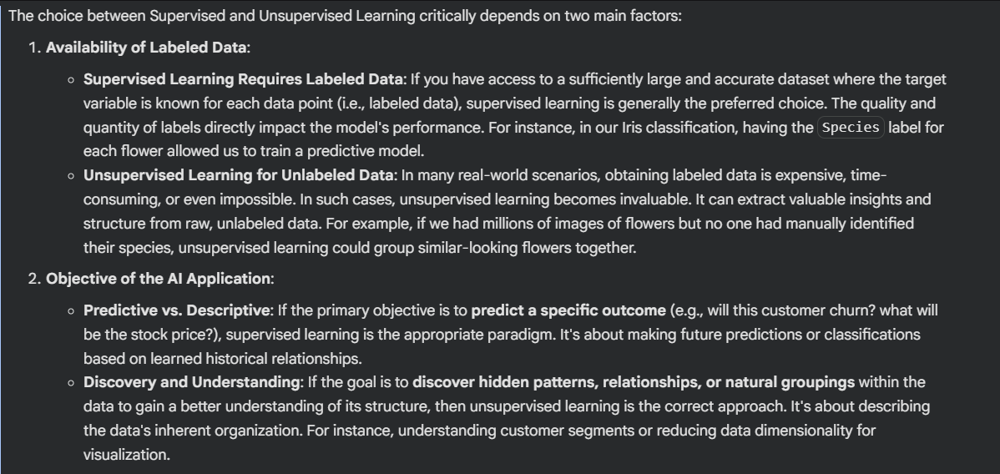 The choice between Supervised and Unsupervised Learning critically depends on two main factors:
1. Availability of Labeled Data:
○ Supervised Learning Requires Labeled Data: If you have access to a sufficiently large and accurate dataset where the target
variable is known for each data point (i.e., labeled data), supervised learning is generally the preferred choice. The quality and
quantity of labels directly impact the model's performance. For instance, in our Iris classification, having the Species label for
each flower allowed us to train a predictive model.
○ Unsupervised Learning for Unlabeled Data: In many real-world scenarios, obtaining labeled data is expensive, time-
consuming, or even impossible. In such cases, unsupervised learning becomes invaluable. It can extract valuable insights and
structure from raw, unlabeled data. For example, if we had millions of images of flowers but no one had manually identified
their species, unsupervised learning could group similar-looking flowers together.
2. Objective of the AI Application:
○ Predictive vs. Descriptive: If the primary objective is to predict a specific outcome (e.g., will this customer churn? what will
be the stock price?), supervised learning is the appropriate paradigm. It's about making future predictions or classifications
based on learned historical relationships.
○ Discovery and Understanding: If the goal is to discover hidden patterns, relationships, or natural groupings within the
data to gain a better understanding of its structure, then unsupervised learning is the correct approach. It's about describing
the data's inherent organization. For instance, understanding customer segments or reducing data dimensionality for
visualization.